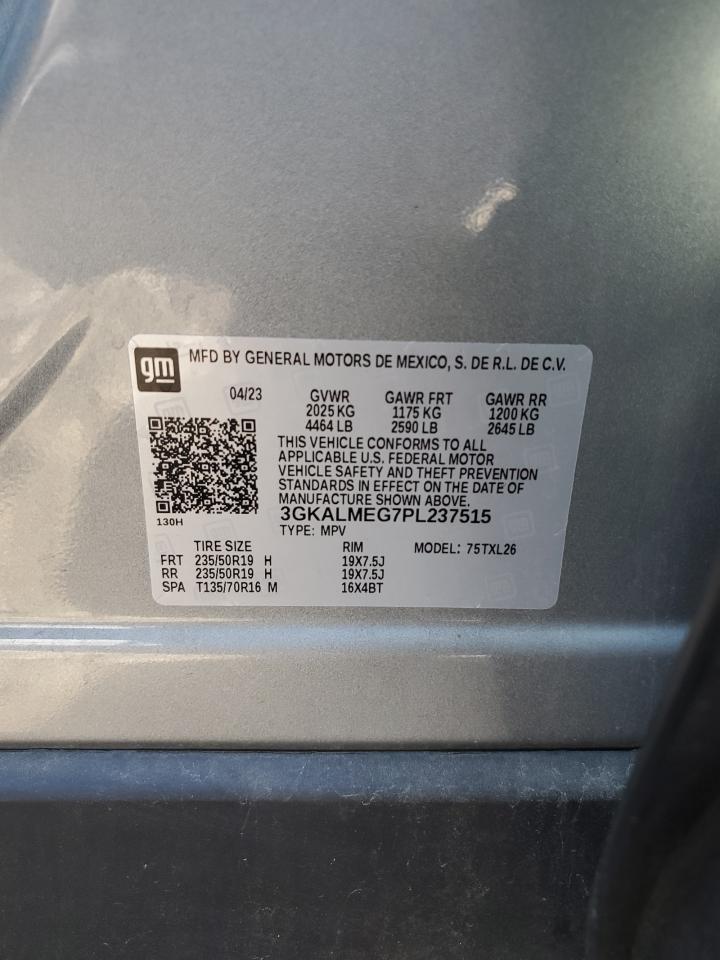 gm MFD BY GENERAL MOTORS DE MEXICO, S. DE R.L. DE C.V.
04/23 GVWR GAWR FRT GAWR RR
2025 KG 1175 KG 1200 KG
4464 LB 2590 LB 2645 LB
THIS VEHICLE CONFORMS TO ALL
APPLICABLE U.S. FEDERAL MOTOR
VEHICLE SAFETY AND THEFT PREVENTION
STANDARDS IN EFFECT ON THE DATE OF
MANUFACTURE SHOWN ABOVE.
3GKALMEG7PL237515
130H
TYPE: MPV
TIRE SIZE RIM MODEL: 75TXL26
FRT 235/50R19 H 19X7.5J
RR 235/50R19 H 19X7.5J
SPA T135/70R16 M 16X4BT